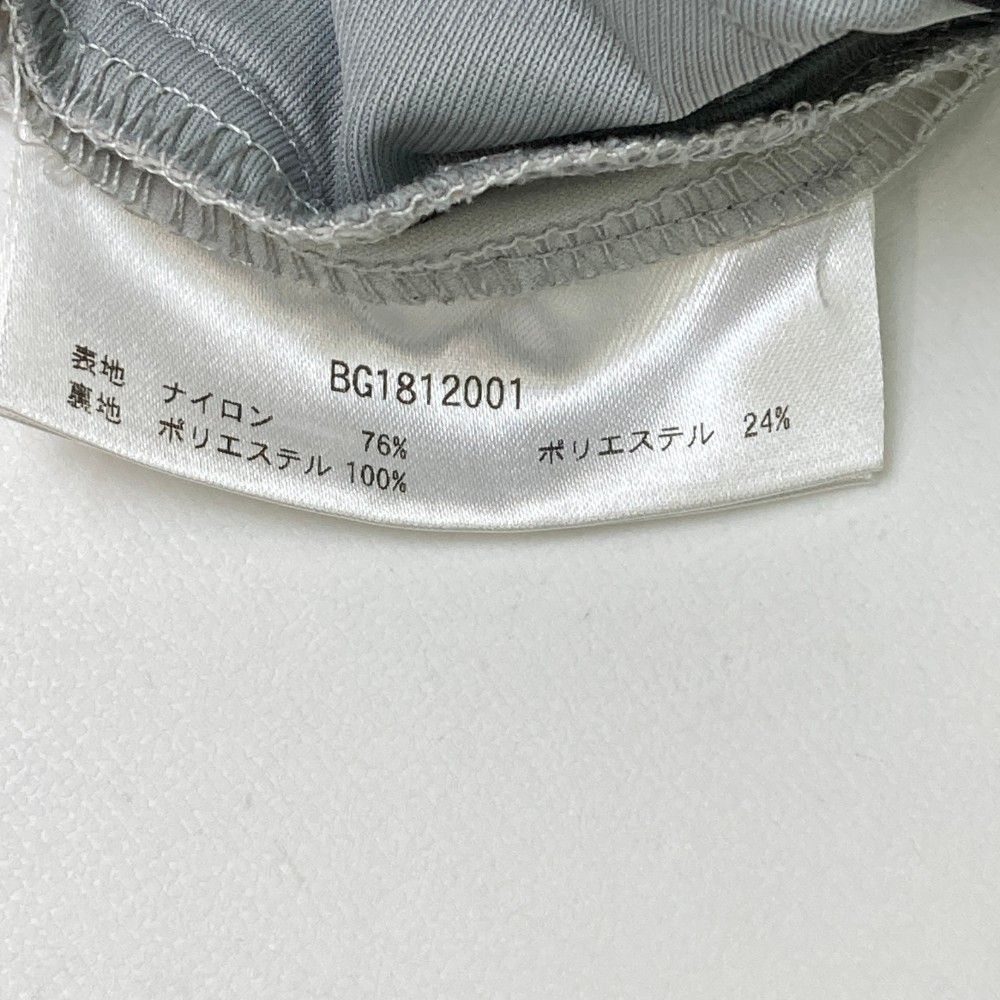 BG1812001
表地 ナイロン 76% ポリエステル 24%
裏地 ポリエステル 100%